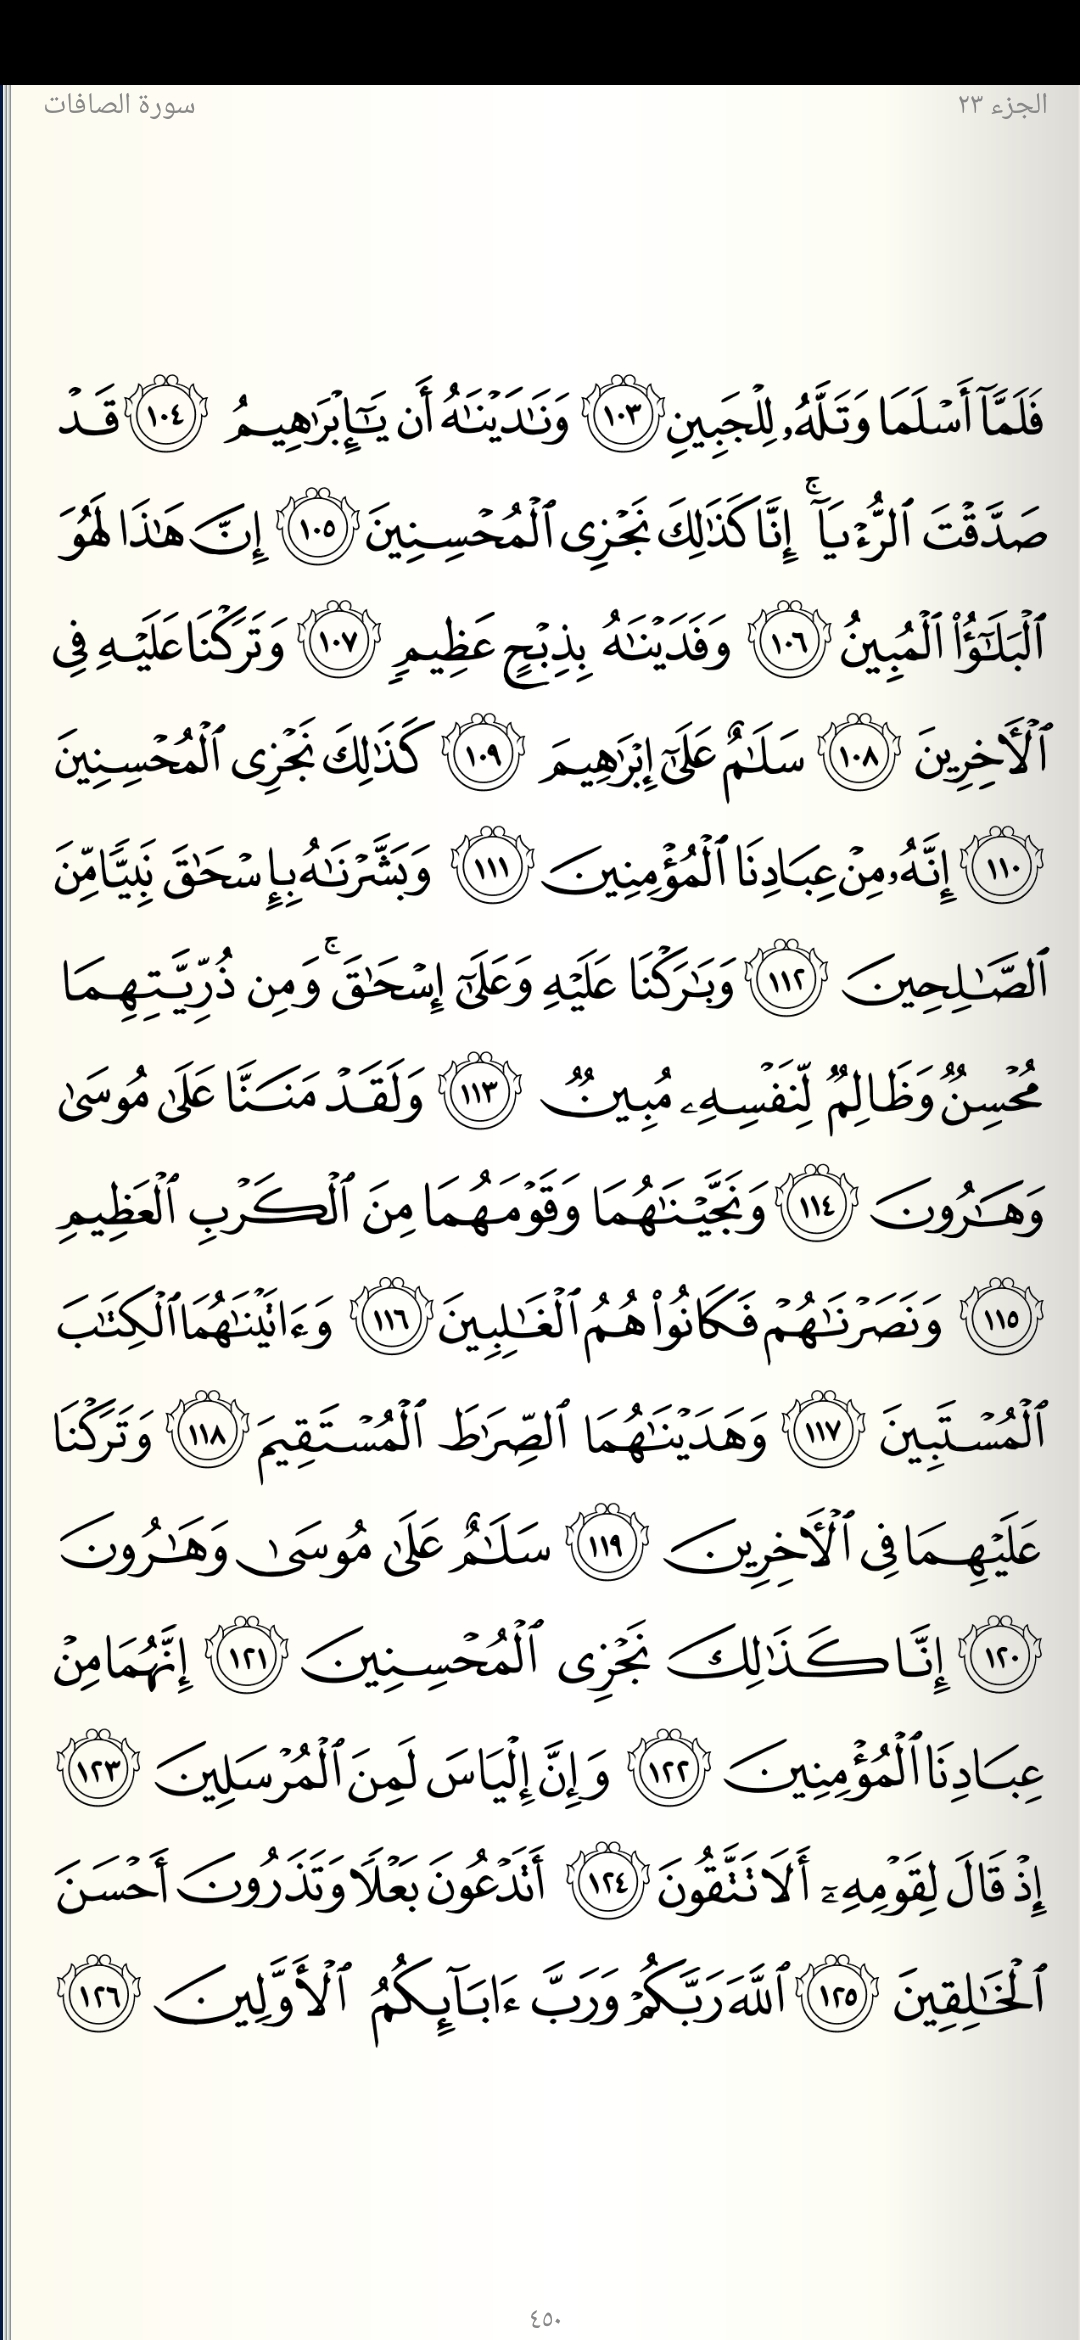 الجزء ٢٣
سورة الصافات
فَلَمَّآ أَسْلَمَا وَتَلَّهُۥ لِلْجَبِينِ ١٠٣ وَنَـٰدَيْنَـٰهُ أَن يَـٰٓإِبْرَٰهِيمُ ١٠٤ قَدْ
صَدَّقْتَ ٱلرُّءْيَآ ۚ إِنَّا كَذَٰلِكَ نَجْزِى ٱلْمُحْسِنِينَ ١٠٥ إِنَّ هَـٰذَا لَهُوَ
ٱلْبَلَـٰٓؤُا۟ ٱلْمُبِينُ ١٠٦ وَفَدَيْنَـٰهُ بِذِبْحٍ عَظِيمٍ ١٠٧ وَتَرَكْنَا عَلَيْهِ فِى
ٱلْأَخِرِينَ ١٠٨ سَلَـٰمٌ عَلَىٰٓ إِبْرَٰهِيمَ ١٠٩ كَذَٰلِكَ نَجْزِى ٱلْمُحْسِنِينَ
١١٠ إِنَّهُۥ مِنْ عِبَادِنَا ٱلْمُؤْمِنِينَ ١١١ وَبَشَّرْنَـٰهُ بِإِسْحَـٰقَ نَبِيًّا مِّنَ
ٱلصَّـٰلِحِينَ ١١٢ وَبَـٰرَكْنَا عَلَيْهِ وَعَلَىٰٓ إِسْحَـٰقَ ۚ وَمِن ذُرِّيَّتِهِمَا
مُحْسِنٌ وَظَالِمٌ لِّنَفْسِهِۦ مُبِينٌ ١١٣ وَلَقَدْ مَنَنَّا عَلَىٰ مُوسَىٰ
وَهَـٰرُونَ ١١٤ وَنَجَّيْنَـٰهُمَا وَقَوْمَهُمَا مِنَ ٱلْكَرْبِ ٱلْعَظِيمِ
١١٥ وَنَصَرْنَـٰهُمْ فَكَانُوا۟ هُمُ ٱلْغَـٰلِبِينَ ١١٦ وَءَاتَيْنَـٰهُمَا ٱلْكِتَـٰبَ
ٱلْمُسْتَبِينَ ١١٧ وَهَدَيْنَـٰهُمَا ٱلصِّرَٰطَ ٱلْمُسْتَقِيمَ ١١٨ وَتَرَكْنَا
عَلَيْهِمَا فِى ٱلْأَخِرِينَ ١١٩ سَلَـٰمٌ عَلَىٰ مُوسَىٰ وَهَـٰرُونَ
١٢٠ إِنَّا كَذَٰلِكَ نَجْزِى ٱلْمُحْسِنِينَ ١٢١ إِنَّهُمَا مِنْ
عِبَادِنَا ٱلْمُؤْمِنِينَ ١٢٢ وَإِنَّ إِلْيَاسَ لَمِنَ ٱلْمُرْسَلِينَ ١٢٣
إِذْ قَالَ لِقَوْمِهِۦٓ أَلَا تَتَّقُونَ ١٢٤ أَتَدْعُونَ بَعْلًا وَتَذَرُونَ أَحْسَنَ
ٱلْخَـٰلِقِينَ ١٢٥ ٱللَّهَ رَبَّكُمْ وَرَبَّ ءَابَآئِكُمُ ٱلْأَوَّلِينَ ١٢٦
٤٥٠